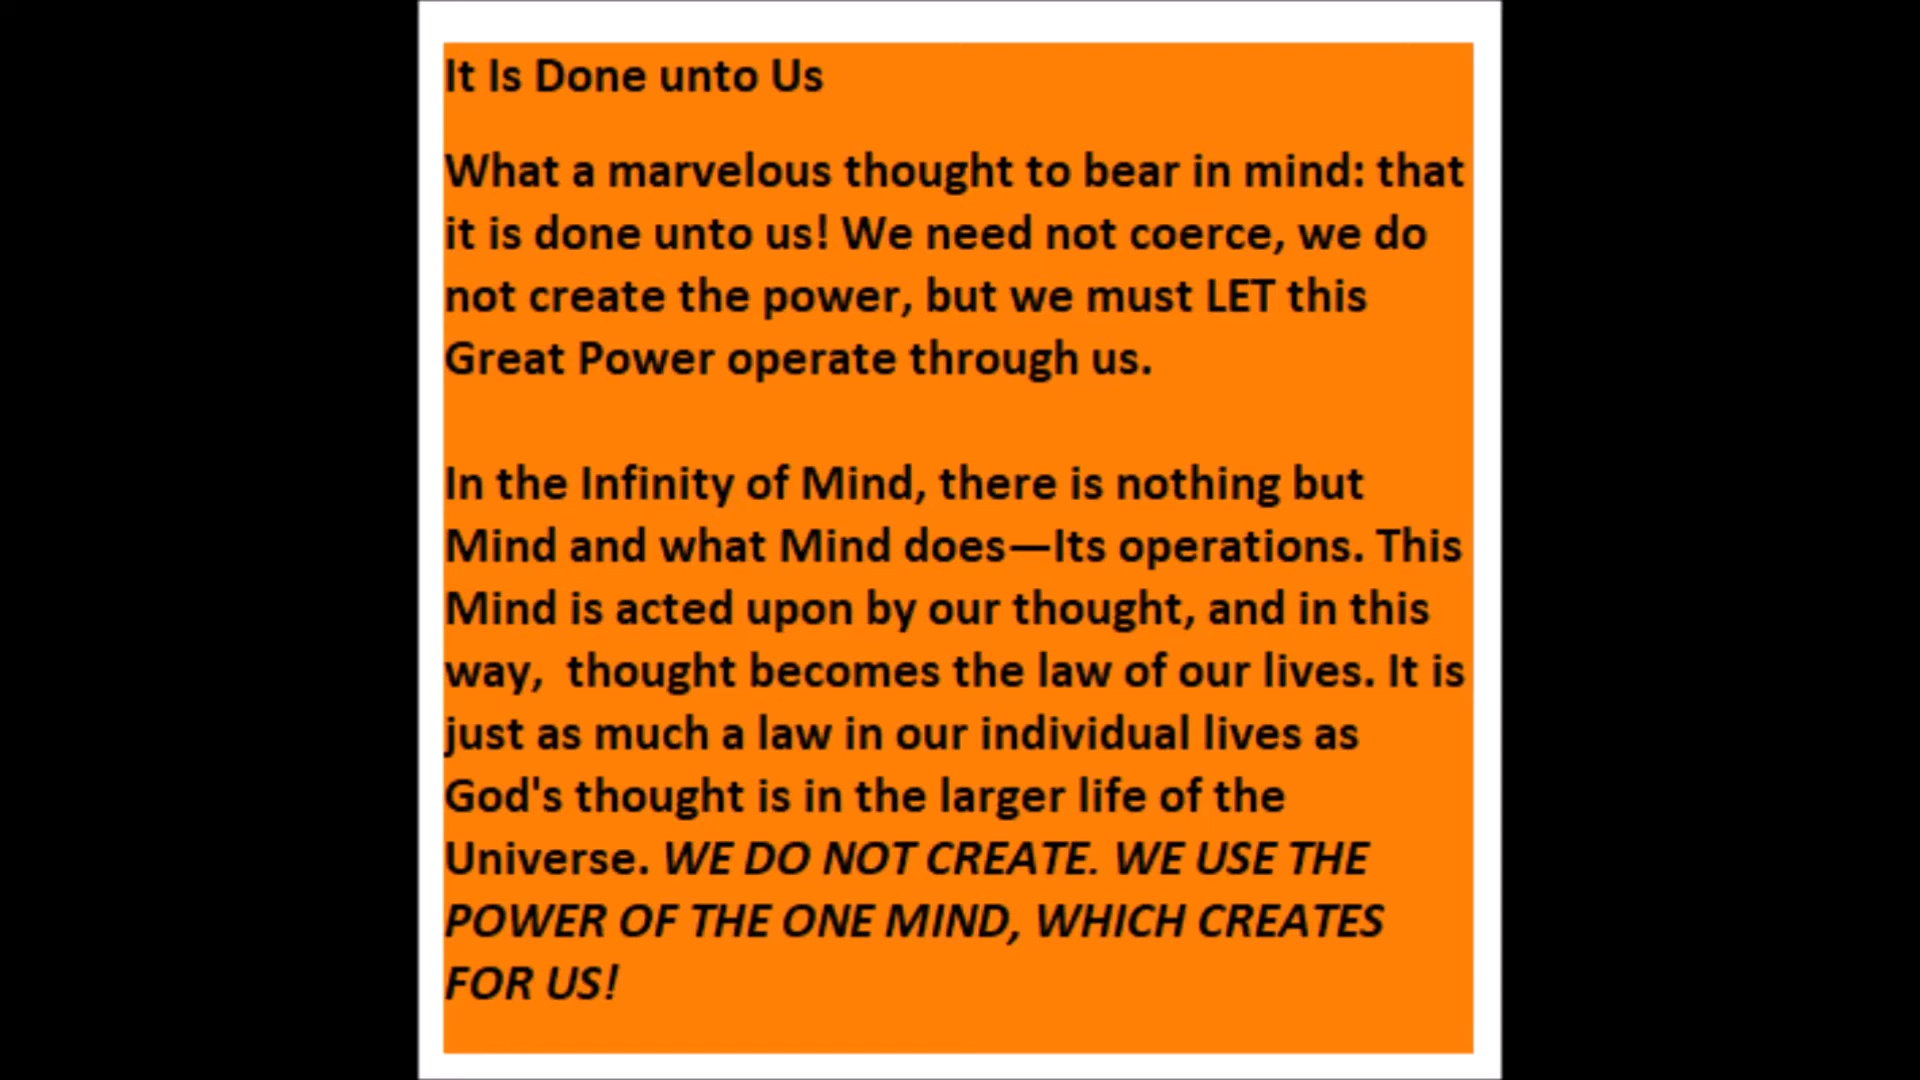 It Is Done unto Us
What a marvelous thought to bear in mind: that
it is done unto us! We need not coerce, we do
not create the power, but we must LET this
Great Power operate through us.
In the Infinity of Mind, there is nothing but
Mind and what Mind does—Its operations. This
Mind is acted upon by our thought, and in this
way,  thought becomes the law of our lives. It is
just as much a law in our individual lives as
God's thought is in the larger life of the
Universe. WE DO NOT CREATE. WE USE THE
POWER OF THE ONE MIND, WHICH CREATES
FOR US!